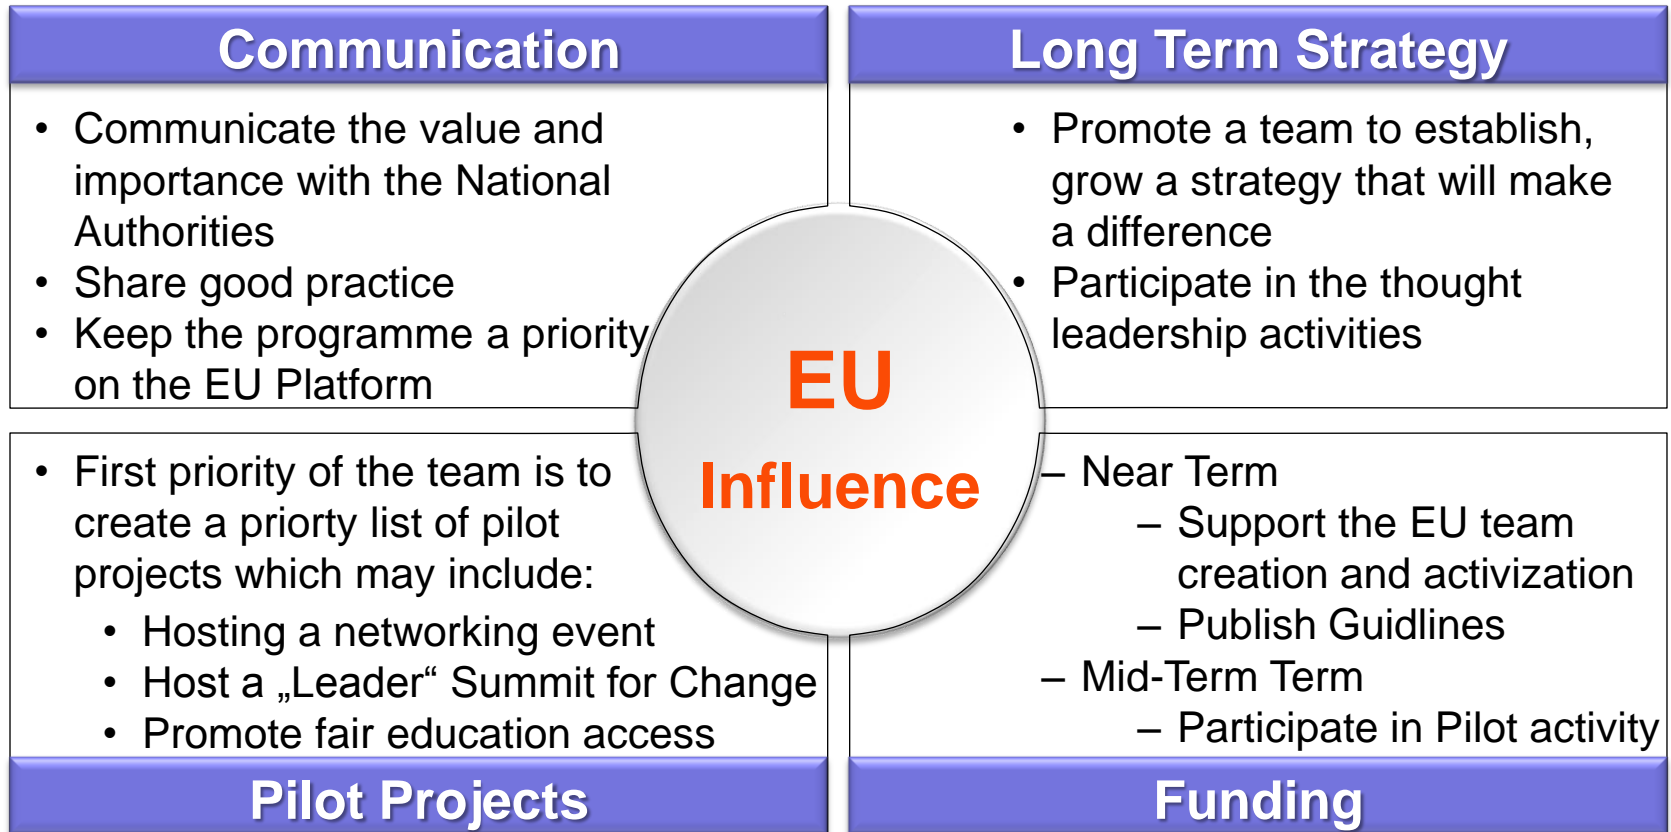 Communication
• Communicate the value and
importance with the National
Authorities
• Share good practice
• Keep the programme a priority
on the EU Platform
Long Term Strategy
• Promote a team to establish,
grow a strategy that will make
a difference
• Participate in the thought
leadership activities
EU
Influence
• First priority of the team is to
create a priorty list of pilot
projects which may include:
• Hosting a networking event
• Host a „Leader“ Summit for Change
• Promote fair education access
Pilot Projects
– Near Term
– Support the EU team
creation and activization
– Publish Guidlines
– Mid-Term Term
– Participate in Pilot activity
Funding